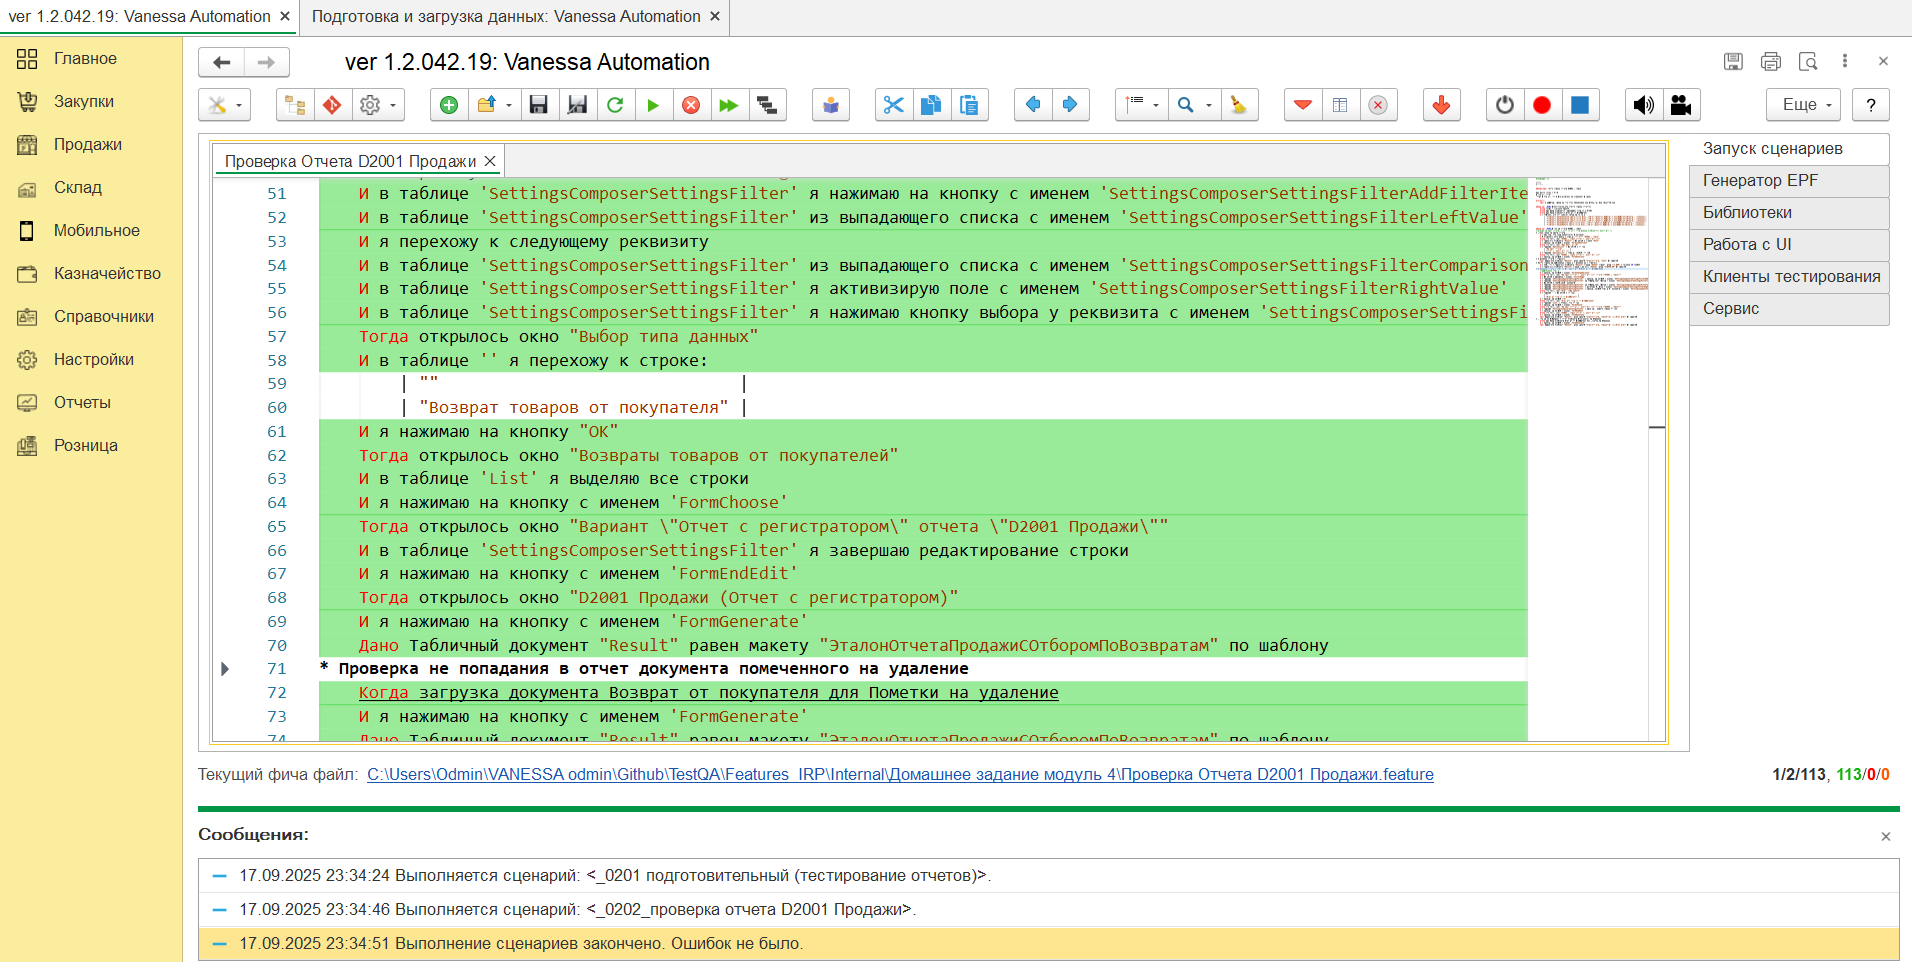 ver 1.2.042.19: Vanessa Automation ×
Подготовка и загрузка данных: Vanessa Automation ×
Главное
Закупки
Продажи
Склад
Мобильное
Казначейство
Справочники
Настройки
Отчеты
Розница
ver 1.2.042.19: Vanessa Automation
Еще
?
Проверка Отчета D2001 Продажи ×
51 И в таблице 'SettingsComposerSettingsFilter' я нажимаю на кнопку с именем 'SettingsComposerSettingsFilterAddFilterIte
52 И в таблице 'SettingsComposerSettingsFilter' из выпадающего списка с именем 'SettingsComposerSettingsFilterLeftValue'
53 И я перехожу к следующему реквизиту
54 И в таблице 'SettingsComposerSettingsFilter' из выпадающего списка с именем 'SettingsComposerSettingsFilterComparison
55 И в таблице 'SettingsComposerSettingsFilter' я активизирую поле с именем 'SettingsComposerSettingsFilterRightValue'
56 И в таблице 'SettingsComposerSettingsFilter' я нажимаю кнопку выбора у реквизита с именем 'SettingsComposerSettingsFi
57 Тогда открылось окно "Выбор типа данных"
58 И в таблице '' я перехожу к строке:
59 | "" |
60 | "Возврат товаров от покупателя" |
61 И я нажимаю на кнопку "ОК"
62 Тогда открылось окно "Возвраты товаров от покупателей"
63 И в таблице 'List' я выделяю все строки
64 И я нажимаю на кнопку с именем 'FormChoose'
65 Тогда открылось окно "Вариант \"Отчет с регистратором\" отчета \"D2001 Продажи\""
66 И в таблице 'SettingsComposerSettingsFilter' я завершаю редактирование строки
67 И я нажимаю на кнопку с именем 'FormEndEdit'
68 Тогда открылось окно "D2001 Продажи (Отчет с регистратором)"
69 И я нажимаю на кнопку с именем 'FormGenerate'
70 Дано Табличный документ "Result" равен макету "ЭталонОтчетаПродажиСОтборомПоВозвратам" по шаблону
71 * Проверка не попадания в отчет документа помеченного на удаление
72 Когда загрузка документа Возврат от покупателя для Пометки на удаление
73 И я нажимаю на кнопку с именем 'FormGenerate'
74 Дано Табличный документ "Result" равен макету "ЭталонОтчетаПродажиСОтборомПоВозвратам" по шаблону
Запуск сценариев
Генератор EPF
Библиотеки
Работа с UI
Клиенты тестирования
Сервис
Текущий фича файл: C:\Users\Odmin\VANESSA odmin\Github\TestQA\Features_IRP\Internal\Домашнее задание модуль 4\Проверка Отчета D2001 Продажи.feature
1/2/113, 113/0/0
Сообщения:
17.09.2025 23:34:24 Выполняется сценарий: <_0201 подготовительный (тестирование отчетов)>.
17.09.2025 23:34:46 Выполняется сценарий: <_0202_проверка отчета D2001 Продажи>.
17.09.2025 23:34:51 Выполнение сценариев закончено. Ошибок не было.